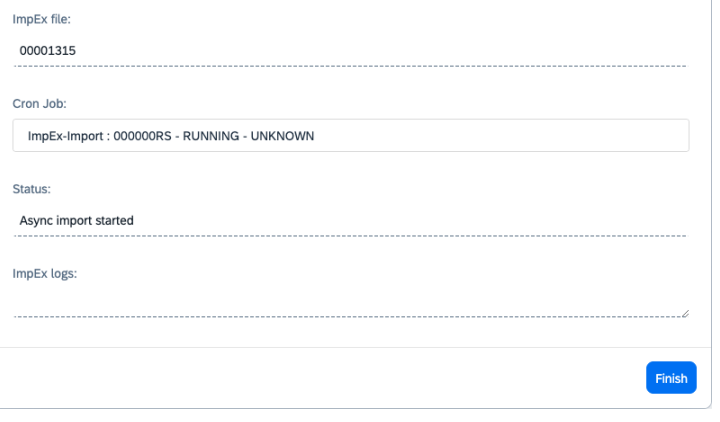 ImpEx file:
00001315
Cron Job:
ImpEx-Import : 000000RS - RUNNING - UNKNOWN
Status:
Async import started
ImpEx logs:
Finish